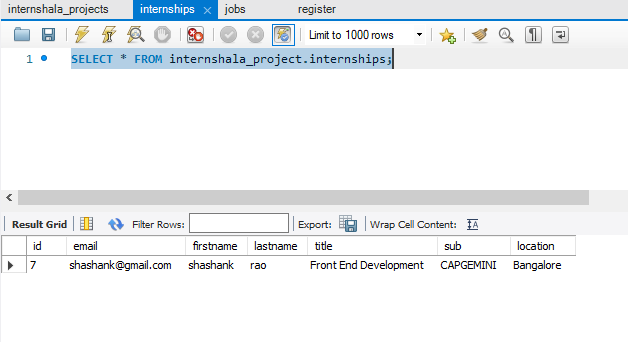 internshala_projects internships jobs register
Limit to 1000 rows
1 SELECT * FROM internshala_project.internships;
Result Grid Filter Rows: Export: Wrap Cell Content: IA
id email firstname lastname title sub location
7 shashank@gmail.com shashank rao Front End Development CAPGEMINI Bangalore